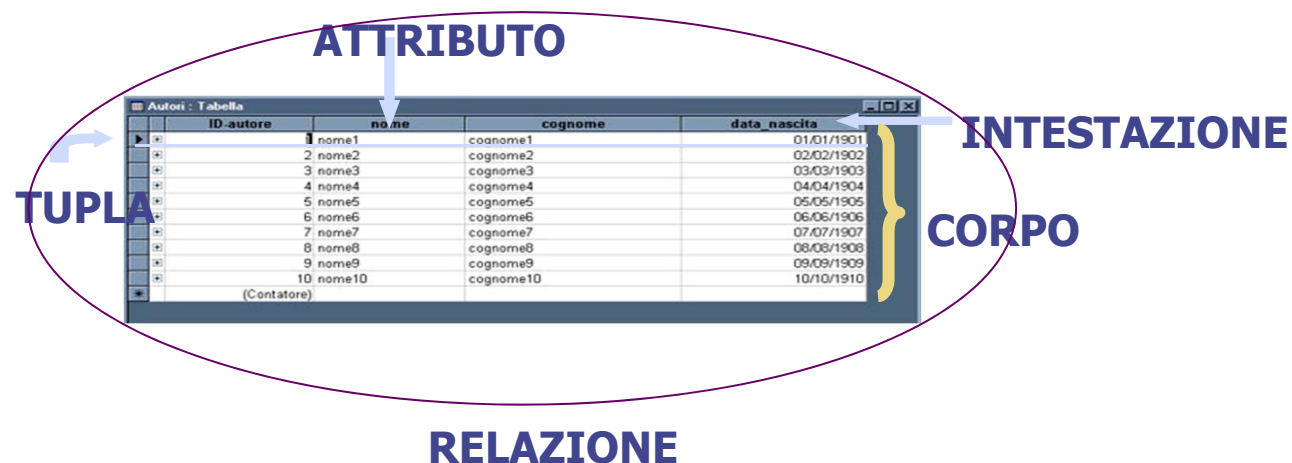 ATTRIBUTO
Autori : Tabella
ID-autore nome cognome data_nascita
1 nome1 cognome1 01/01/1901
2 nome2 cognome2 02/02/1902
3 nome3 cognome3 03/03/1903
4 nome4 cognome4 04/04/1904
5 nome5 cognome5 05/05/1905
6 nome6 cognome6 06/06/1906
7 nome7 cognome7 07/07/1907
8 nome8 cognome8 08/08/1908
9 nome9 cognome9 09/09/1909
10 nome10 cognome10 10/10/1910
(Contatore)
INTESTAZIONE
TUPLA
CORPO
RELAZIONE